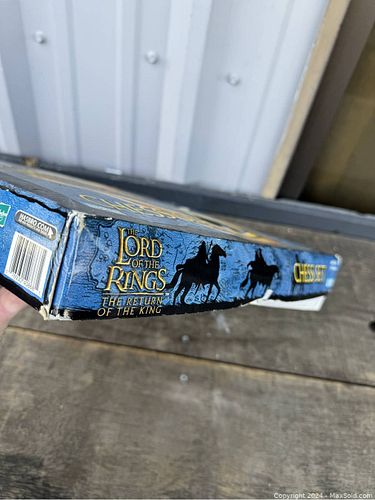 HASBRO.COM
THE
LORD
OF THE
RINGS
THE RETURN
OF THE KING
CHESS SET
Copyright 2024 - MaxSold.com